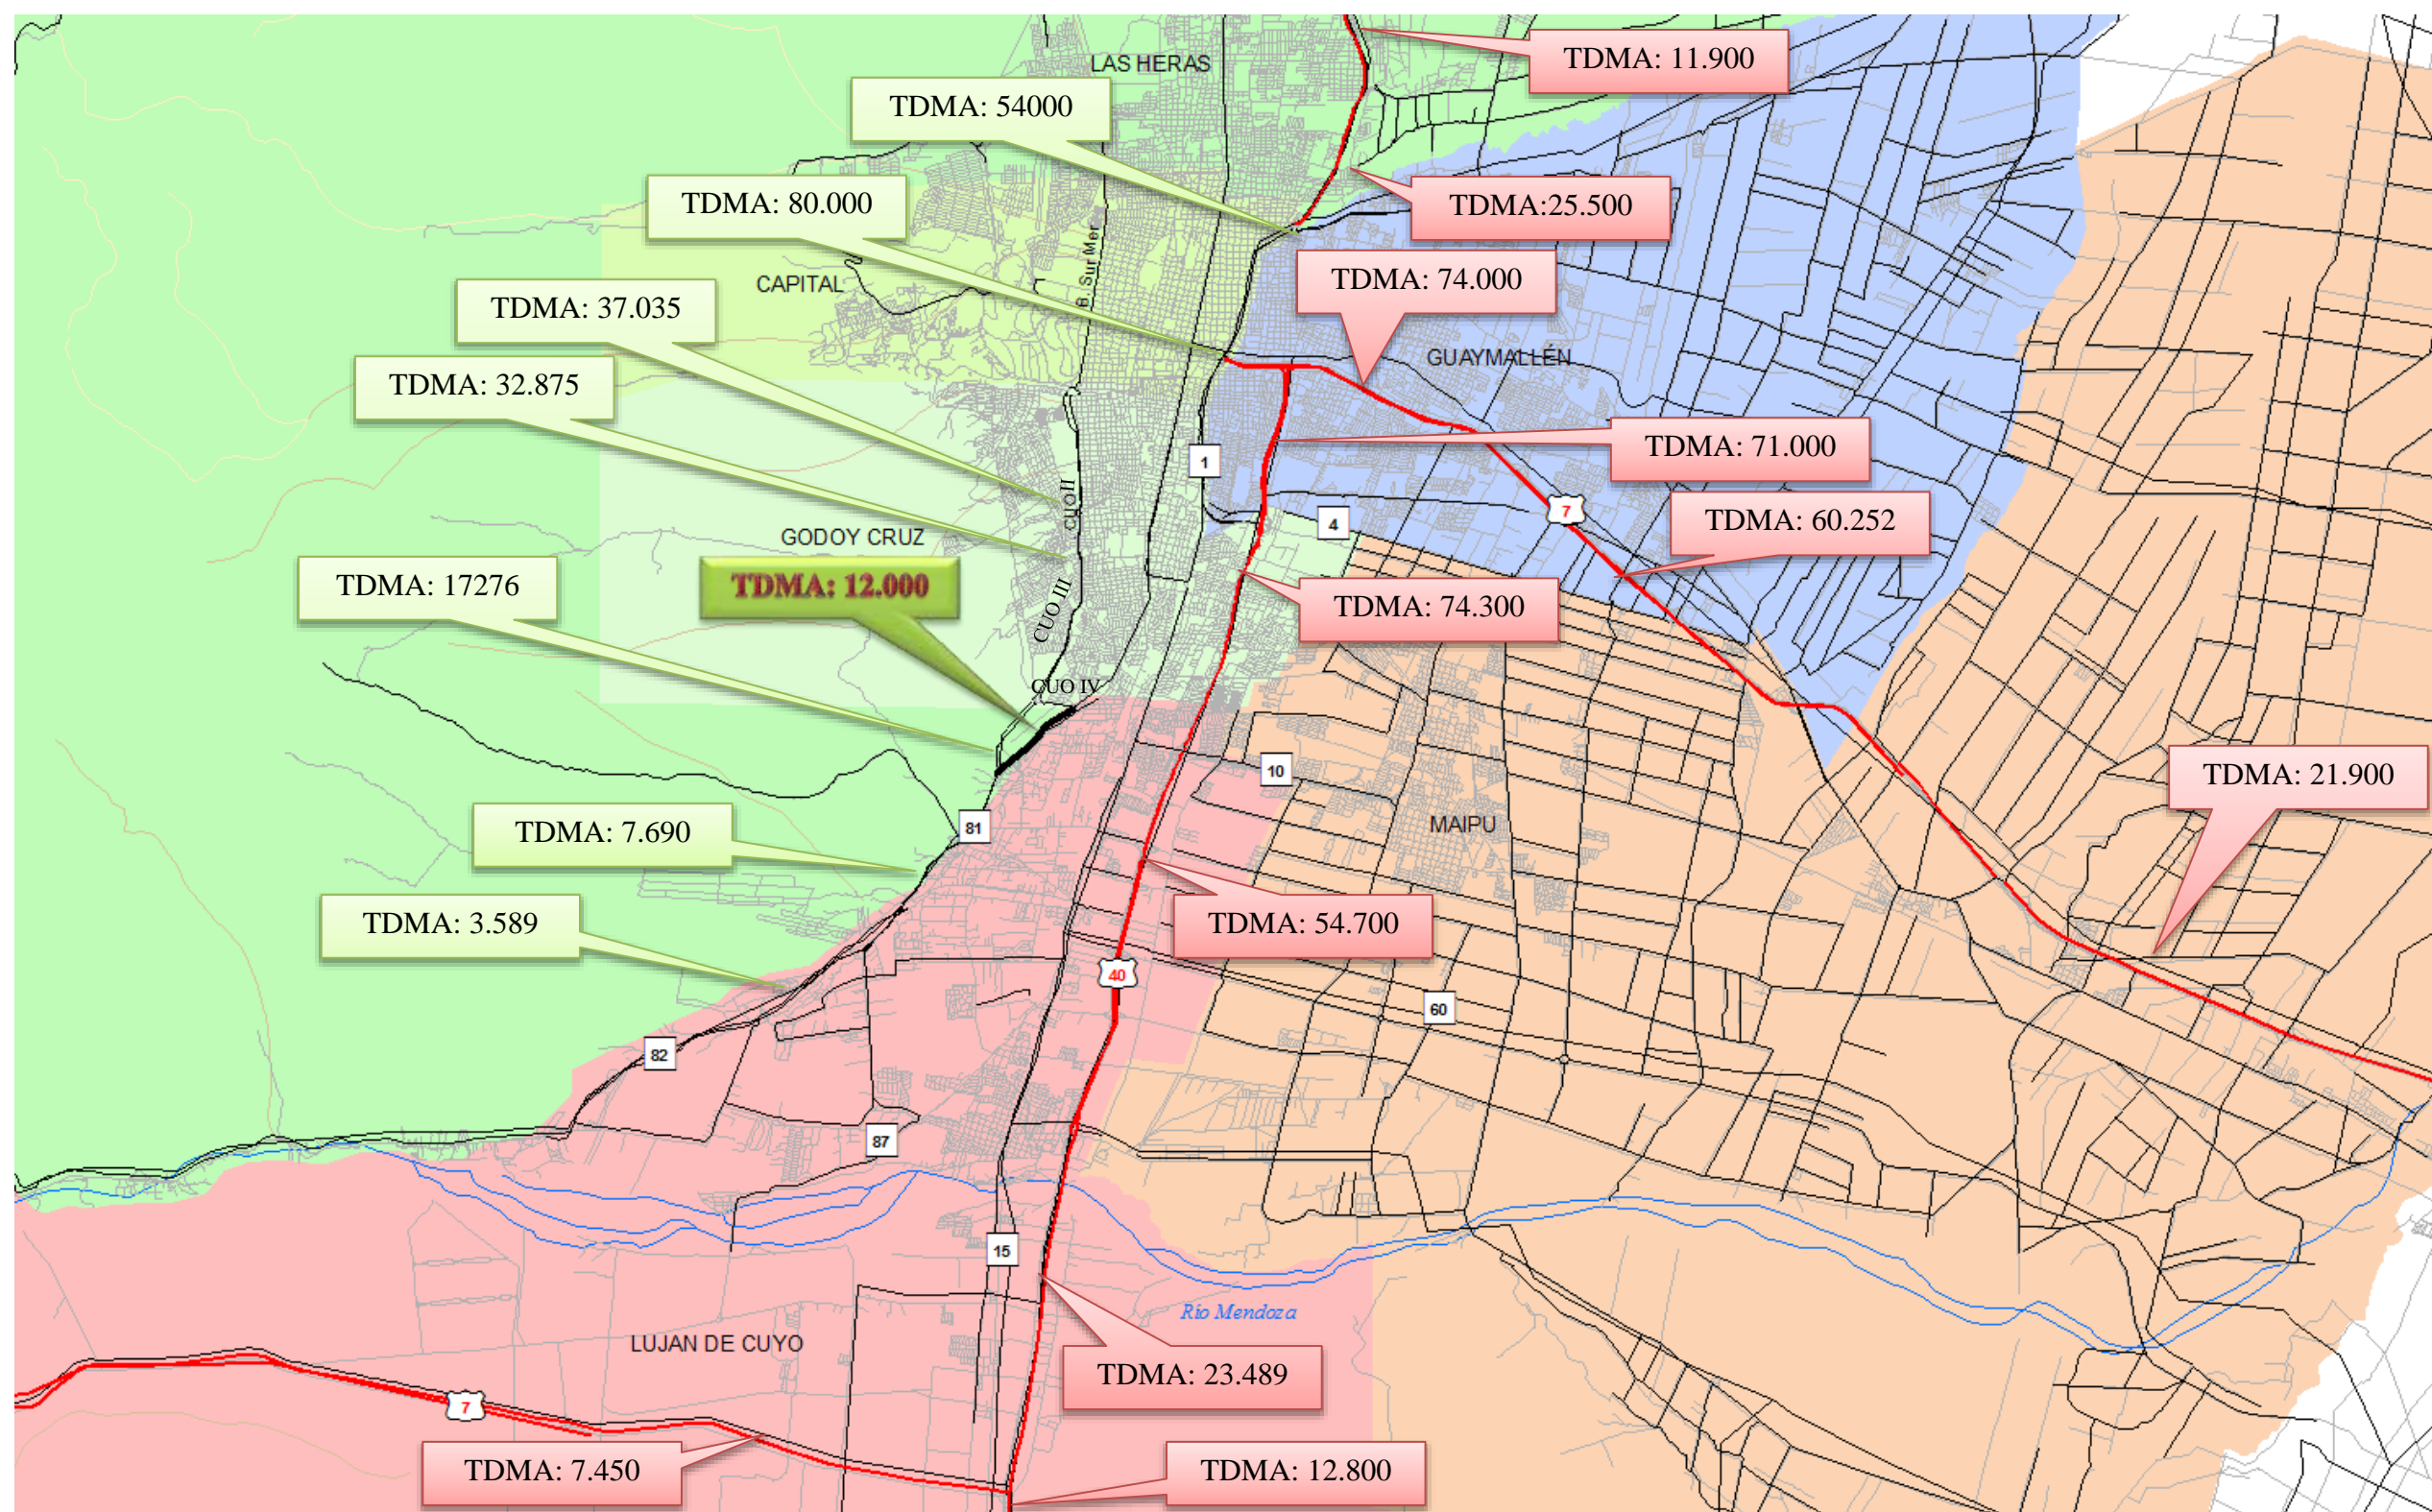 TDMA: 11.900
LAS HERAS
TDMA: 54000
TDMA: 80.000
TDMA:25.500
B. Sur Mer
TDMA: 74.000
CAPITAL
TDMA: 37.035
GUAYMALLÉN
TDMA: 32.875
TDMA: 71.000
1
CUO II
7
TDMA: 60.252
4
GODOY CRUZ
TDMA: 12.000
TDMA: 17276
CUO III
TDMA: 74.300
CUO IV
10
TDMA: 21.900
81
TDMA: 7.690
MAIPU
TDMA: 3.589
TDMA: 54.700
40
60
82
87
15
Río Mendoza
LUJAN DE CUYO
TDMA: 23.489
7
TDMA: 7.450
TDMA: 12.800